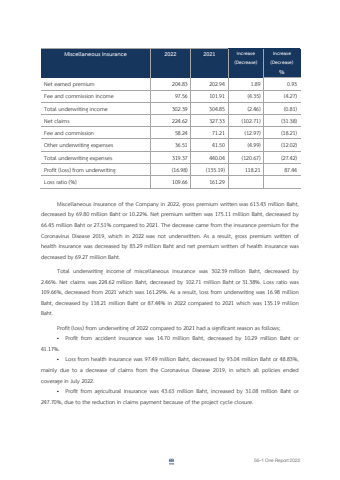 Miscellaneous Insurance 2022 2021 Increase (Decrease) Increase (Decrease) %
Net earned premium 204.83 202.94 1.89 0.93
Fee and commission income 97.56 101.91 (4.35) (4.27)
Total underwriting income 302.39 304.85 (2.46) (0.81)
Net claims 224.62 327.33 (102.71) (31.38)
Fee and commission 58.24 71.21 (12.97) (18.21)
Other underwriting expenses 36.51 41.50 (4.99) (12.02)
Total underwriting expenses 319.37 440.04 (120.67) (27.42)
Profit (loss) from underwriting (16.98) (135.19) 118.21 87.44
Loss ratio (%) 109.66 161.29
Miscellaneous insurance of the Company in 2022, gross premium written was 613.43 million Baht,
decreased by 69.80 million Baht or 10.22%. Net premium written was 175.11 million Baht, decreased by
66.45 million Baht or 27.51% compared to 2021. The decrease came from the insurance premium for the
Coronavirus Disease 2019, which in 2022 was not underwritten. As a result, gross premium written of
health insurance was decreased by 83.29 million Baht and net premium written of health insurance was
decreased by 69.27 million Baht.
Total underwriting income of miscellaneous insurance was 302.39 million Baht, decreased by
2.46%. Net claims was 224.62 million Baht, decreased by 102.71 million Baht or 31.38%. Loss ratio was
109.66%, decreased from 2021 which was 161.29%. As a result, loss from underwriting was 16.98 million
Baht, decreased by 118.21 million Baht or 87.44% in 2022 compared to 2021 which was 135.19 million
Baht.
Profit (loss) from underwriting of 2022 compared to 2021 had a significant reason as follows;
• Profit from accident insurance was 14.70 million Baht, decreased by 10.29 million Baht or
41.17%.
• Loss from health insurance was 97.49 million Baht, decreased by 93.04 million Baht or 48.83%,
mainly due to a decrease of claims from the Coronavirus Disease 2019, in which all policies ended
coverage in July 2022.
• Profit from agricultural insurance was 43.63 million Baht, increased by 31.08 million Baht or
247.70%, due to the reduction in claims payment because of the project cycle closure.
56-1 One Report 2022